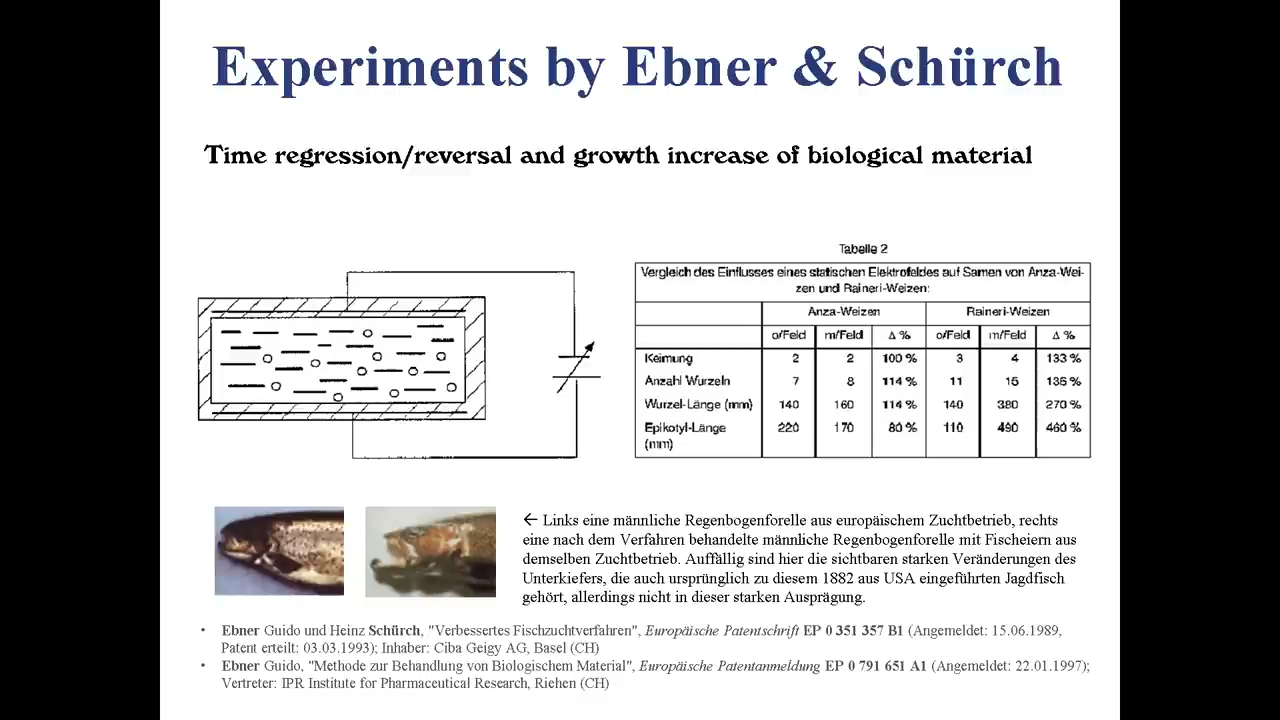 Experiments by Ebner & Schürch
Time regression/reversal and growth increase of biological material
Tabelle 2
Vergleich des Einflusses eines statischen Elektrofeldes auf Samen von Anza-Wei-
zen und Raineri-Weizen:
Anza-Weizen Raineri-Weizen
o/Feld m/Feld Δ % o/Feld m/Feld Δ %
Keimung 2 2 100 % 3 4 133 %
Anzahl Wurzeln 7 8 114 % 11 15 136 %
Wurzel-Länge (mm) 140 160 114 % 140 380 270 %
Epikotyl-Länge 220 170 80 % 110 490 460 %
(mm)
← Links eine männliche Regenbogenforelle aus europäischem Zuchtbetrieb, rechts
eine nach dem Verfahren behandelte männliche Regenbogenforelle mit Fischeiern aus
demselben Zuchtbetrieb. Auffällig sind hier die sichtbaren starken Veränderungen des
Unterkiefers, die auch ursprünglich zu diesem 1882 aus USA eingeführten Jagdfisch
gehört, allerdings nicht in dieser starken Ausprägung.
• Ebner Guido und Heinz Schürch, "Verbessertes Fischzuchtverfahren", Europäische Patentschrift EP 0 351 357 B1 (Angemeldet: 15.06.1989,
Patent erteilt: 03.03.1993); Inhaber: Ciba Geigy AG, Basel (CH)
• Ebner Guido, "Methode zur Behandlung von Biologischem Material", Europäische Patentanmeldung EP 0 791 651 A1 (Angemeldet: 22.01.1997);
Vertreter: IPR Institute for Pharmaceutical Research, Riehen (CH)